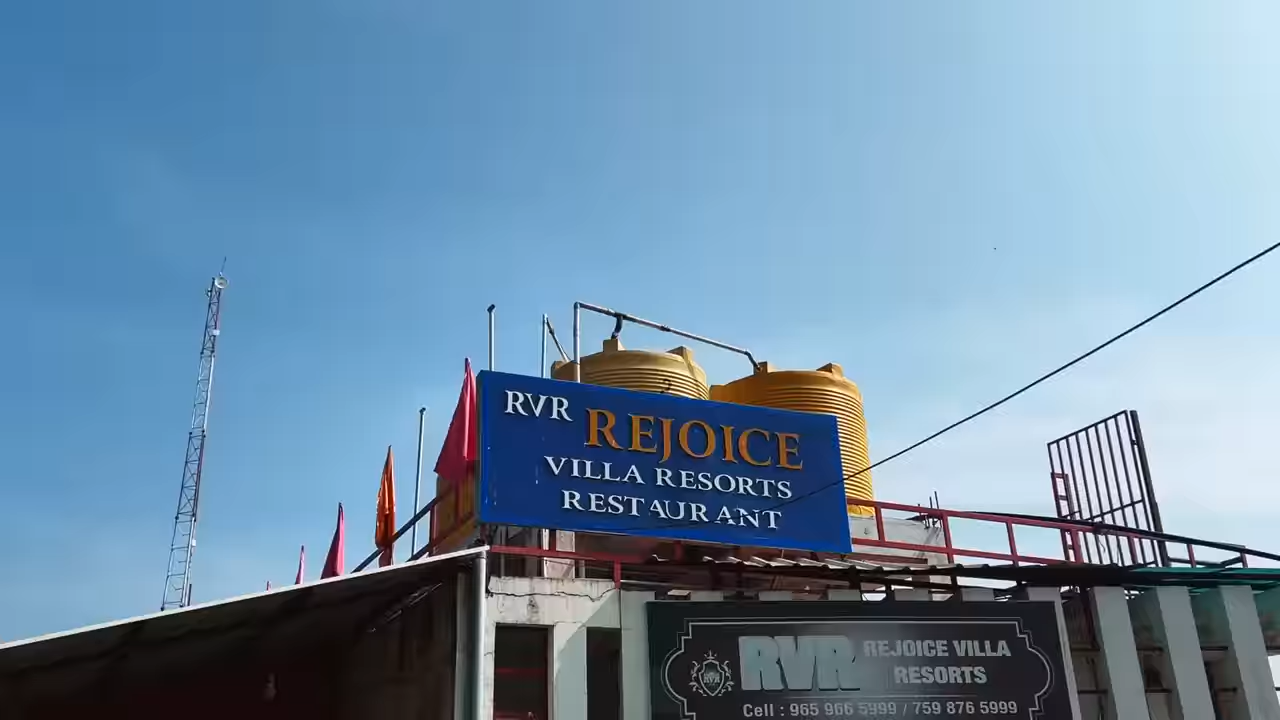 RVR REJOICE
VILLA RESORTS
RESTAURANT
RVR REJOICE VILLA
RESORTS
Cell : 965 966 5999 / 759 876 5999